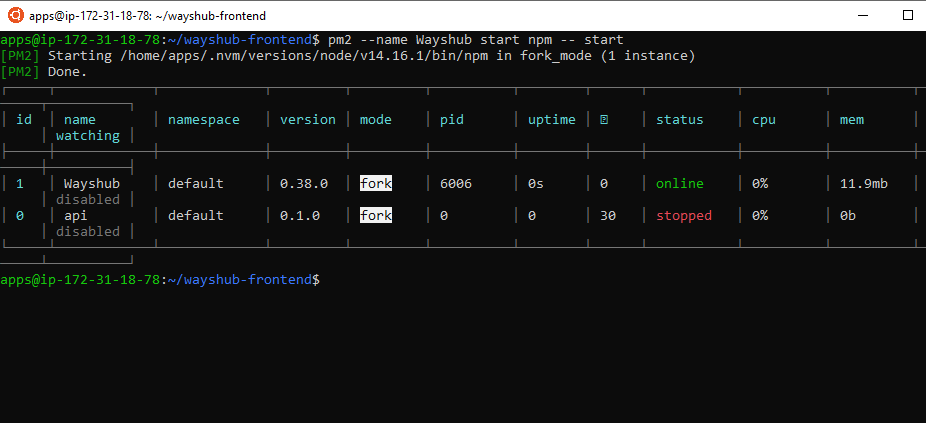 apps@ip-172-31-18-78: ~/wayshub-frontend
apps@ip-172-31-18-78:~/wayshub-frontend$ pm2 --name Wayshub start npm -- start
[PM2] Starting /home/apps/.nvm/versions/node/v14.16.1/bin/npm in fork_mode (1 instance)
[PM2] Done.
│ id │ name │ namespace │ version │ mode │ pid │ uptime │ │ status │ cpu │ mem │
│ watching │
│ 1 │ Wayshub │ default │ 0.38.0 │ fork │ 6006 │ 0s │ 0 │ online │ 0% │ 11.9mb │
│ disabled │
│ 0 │ api │ default │ 0.1.0 │ fork │ 0 │ 0 │ 30 │ stopped │ 0% │ 0b │
│ disabled │
apps@ip-172-31-18-78:~/wayshub-frontend$